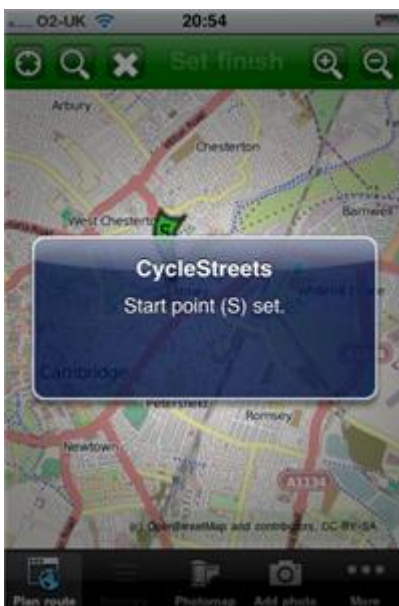 O2-UK 20:54
Set finish
Arbury
Chesterton
West Chesterto
Barnwell
CycleStreets
Start point (S) set.
Cambridge
Petersfield
Romsey
Newtown
A1134
(c) OpenStreetMap and contributors, CC-BY-SA
Plan route Photomap Add photo More